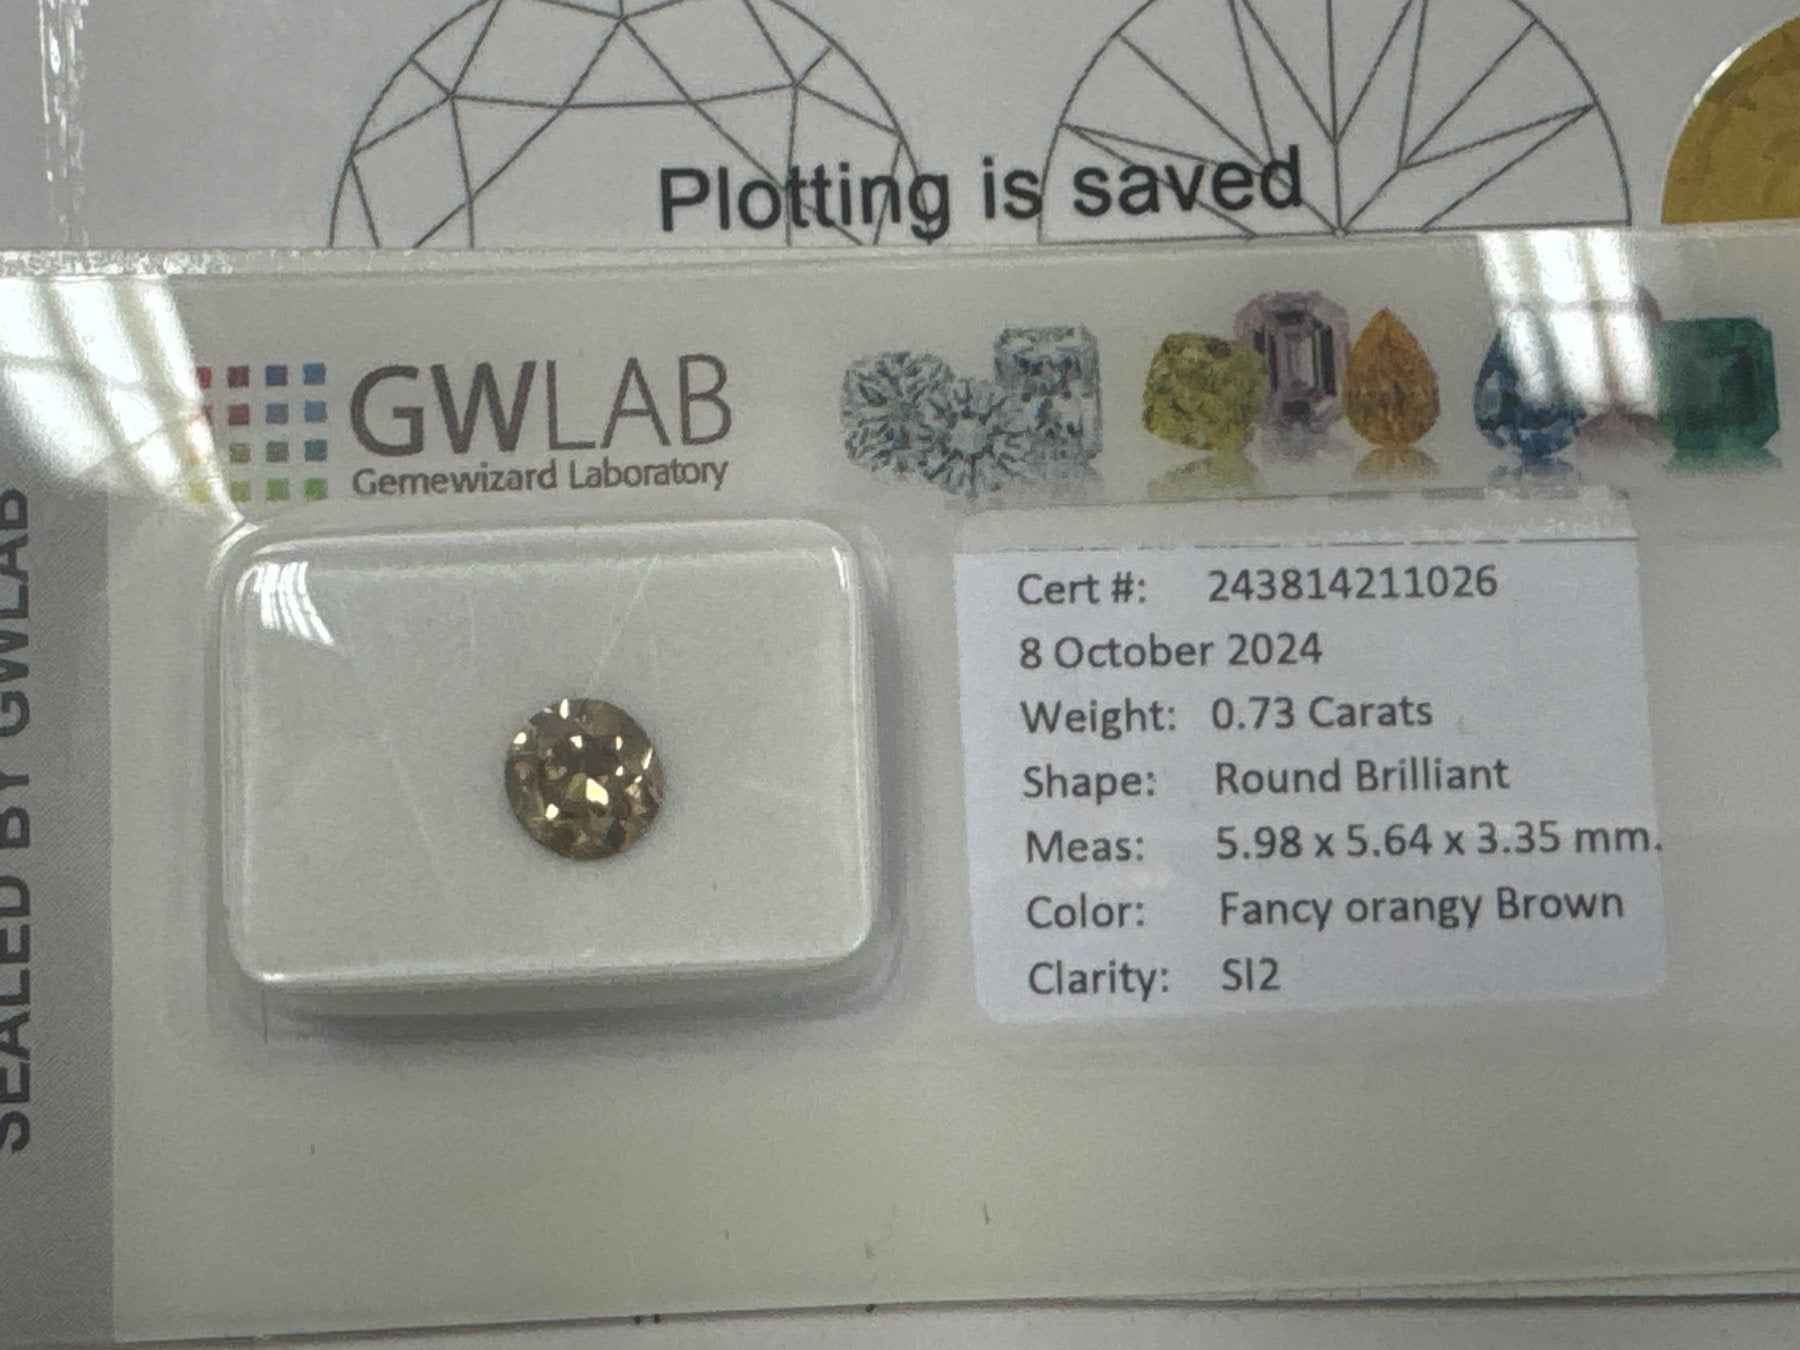 Plotting is saved
GWLAB
Gemewizard Laboratory
SEALED BY GWLAB
Cert #: 243814211026
8 October 2024
Weight: 0.73 Carats
Shape: Round Brilliant
Meas: 5.98 x 5.64 x 3.35 mm.
Color: Fancy orangy Brown
Clarity: SI2